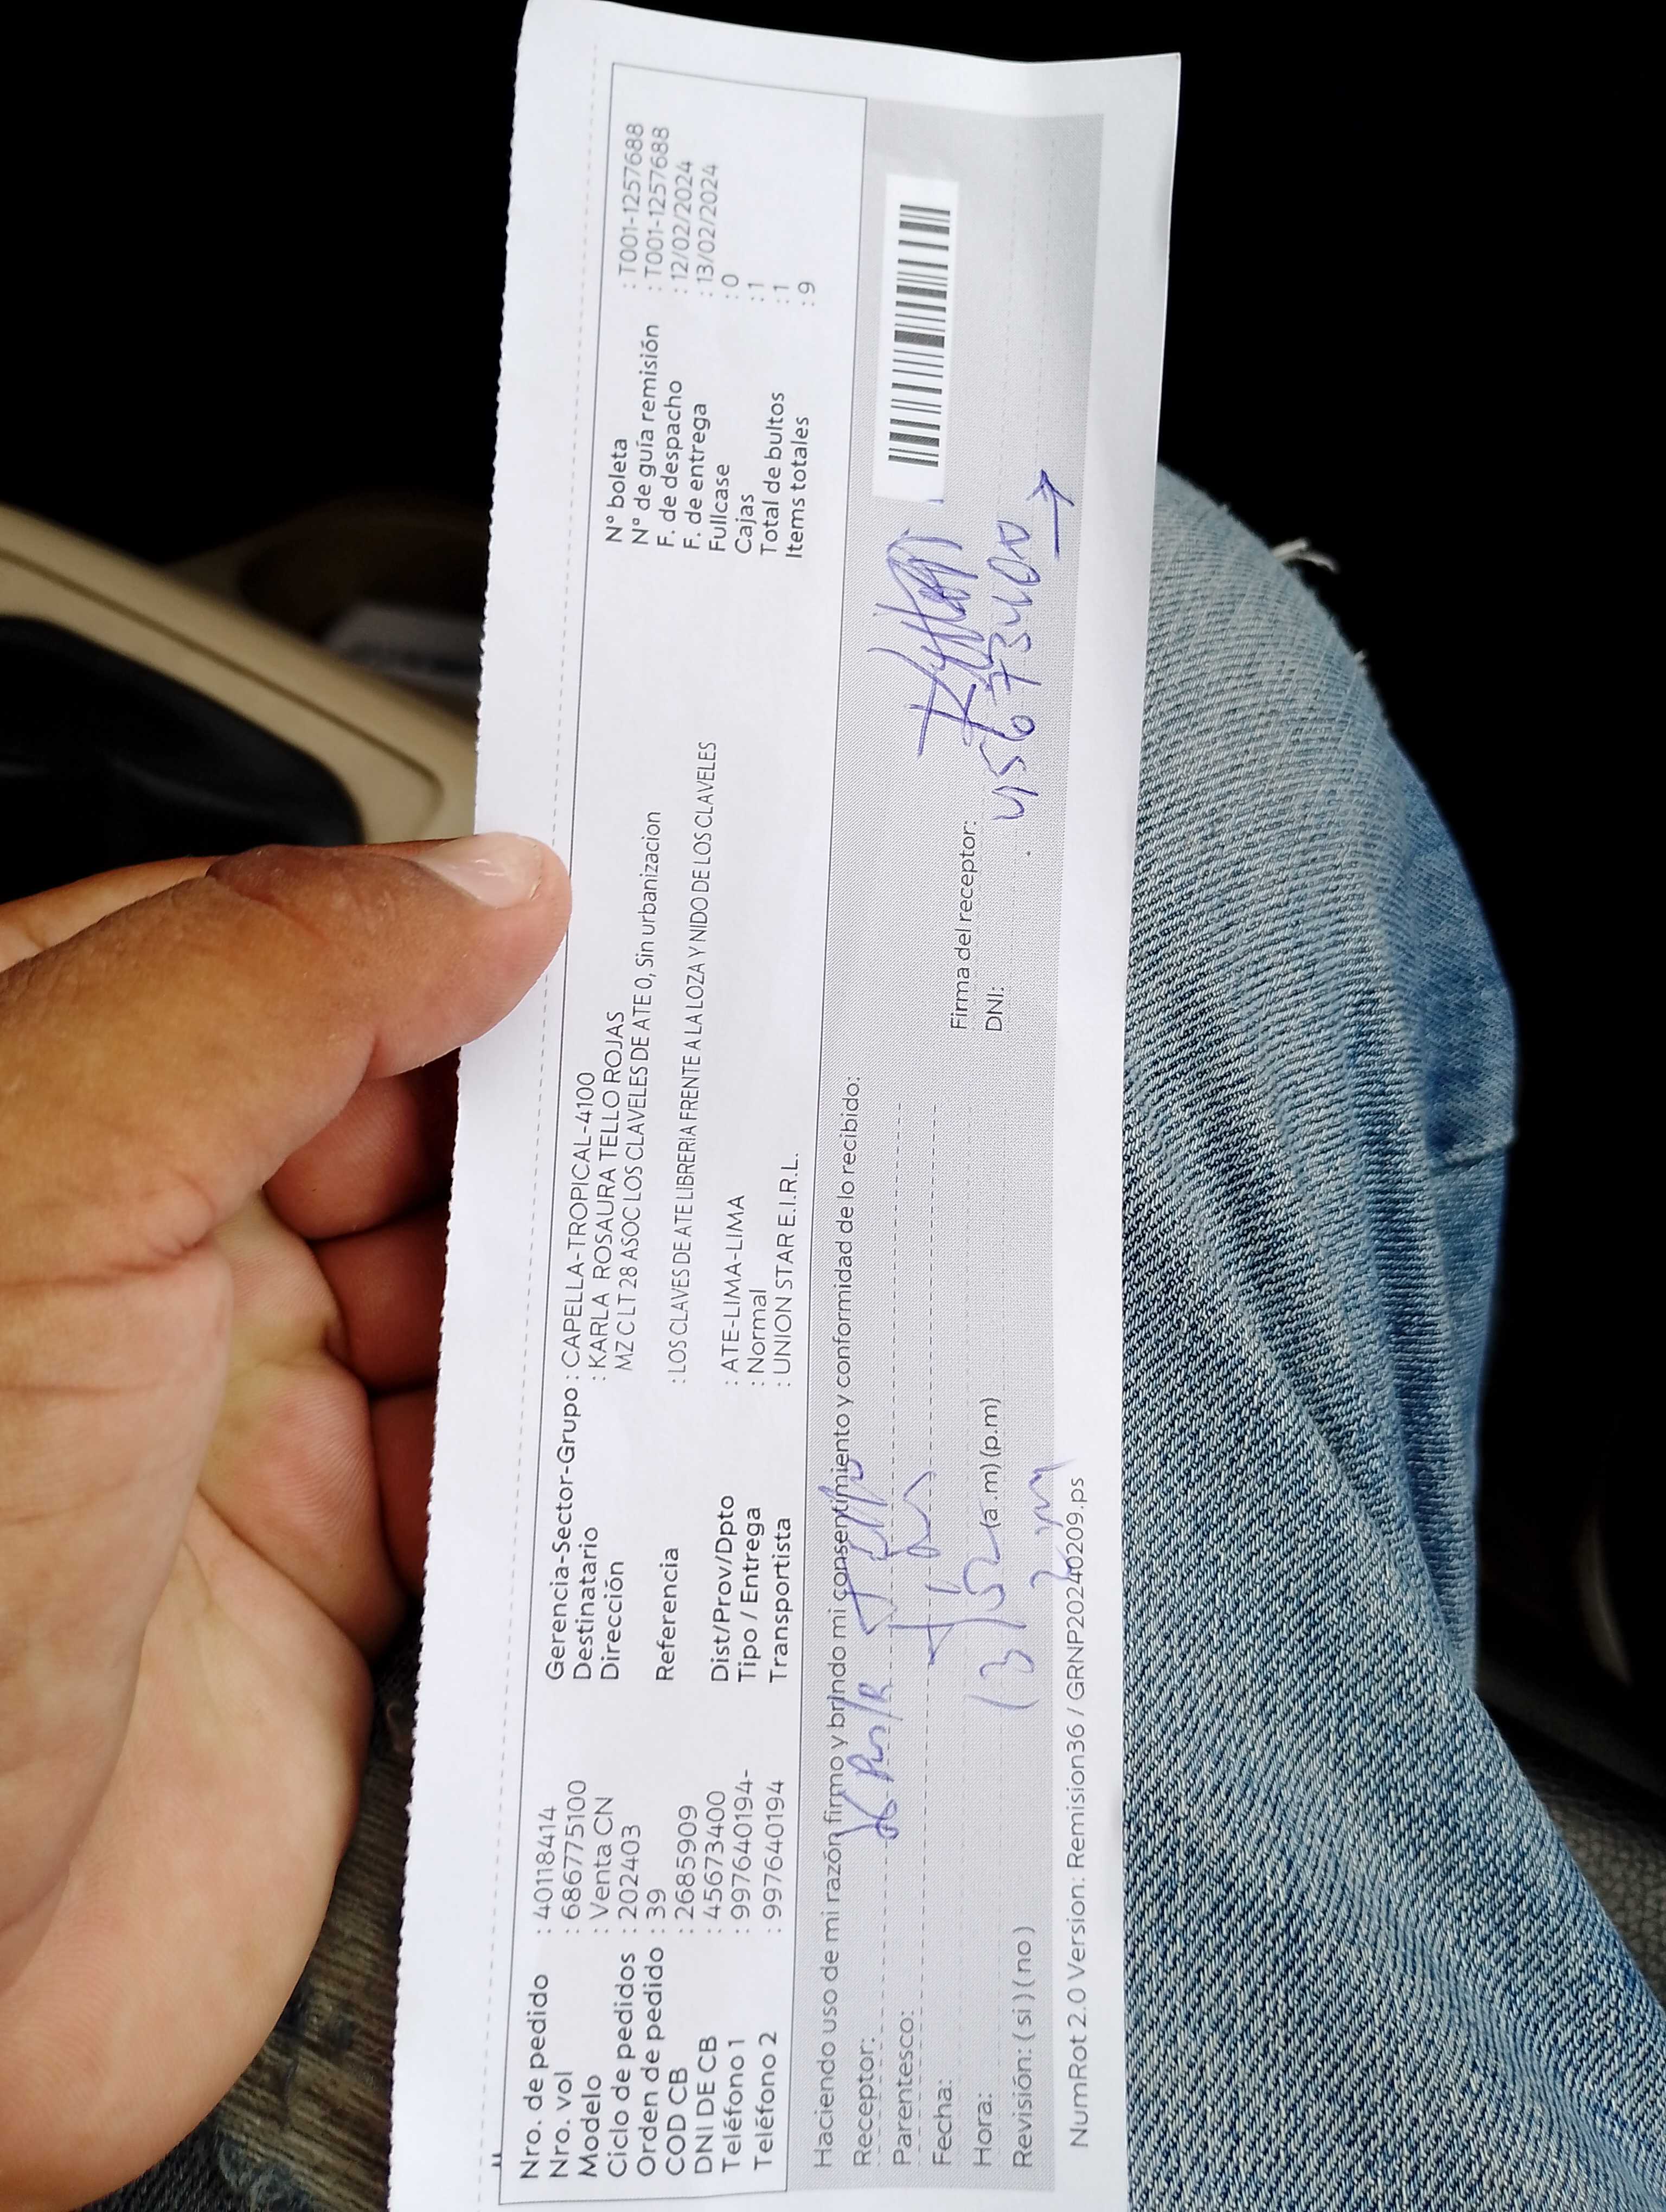 Nro. de pedido : 40118414
Nro. vol : 686775100
Modelo : Venta CN
Ciclo de pedidos : 202403
Orden de pedido : 39
COD CB : 2685909
DNI DE CB : 45673400
Teléfono 1 : 997640194-
Teléfono 2 : 997640194
Gerencia-Sector-Grupo : CAPELLA-TROPICAL-4100
Destinatario : KARLA ROSAURA TELLO ROJAS
Dirección MZ C LT 28 ASOC LOS CLAVELES DE ATE 0, Sin urbanizacion
Referencia : LOS CLAVES DE ATE LIBRERIA FRENTE A LA LOZA Y NIDO DE LOS CLAVELES
Dist/Prov/Dpto : ATE-LIMA-LIMA
Tipo / Entrega : Normal
Transportista : UNION STAR E.I.R.L.
N° boleta : T001-1257688
N° de guía remisión : T001-1257688
F. de despacho : 12/02/2024
F. de entrega : 13/02/2024
Fullcase : 0
Cajas : 1
Total de bultos : 1
Items totales : 9
Haciendo uso de mi razón firmo y brindo mi consentimiento y conformidad de lo recibido:
Receptor:
Parentesco:
Fecha:
Hora: (a.m) (p.m)
Revisión: ( si ) ( no )
Firma del receptor:
DNI: 45673400
NumRot 2.0 Version: Remision36 / GRNP20240209.ps